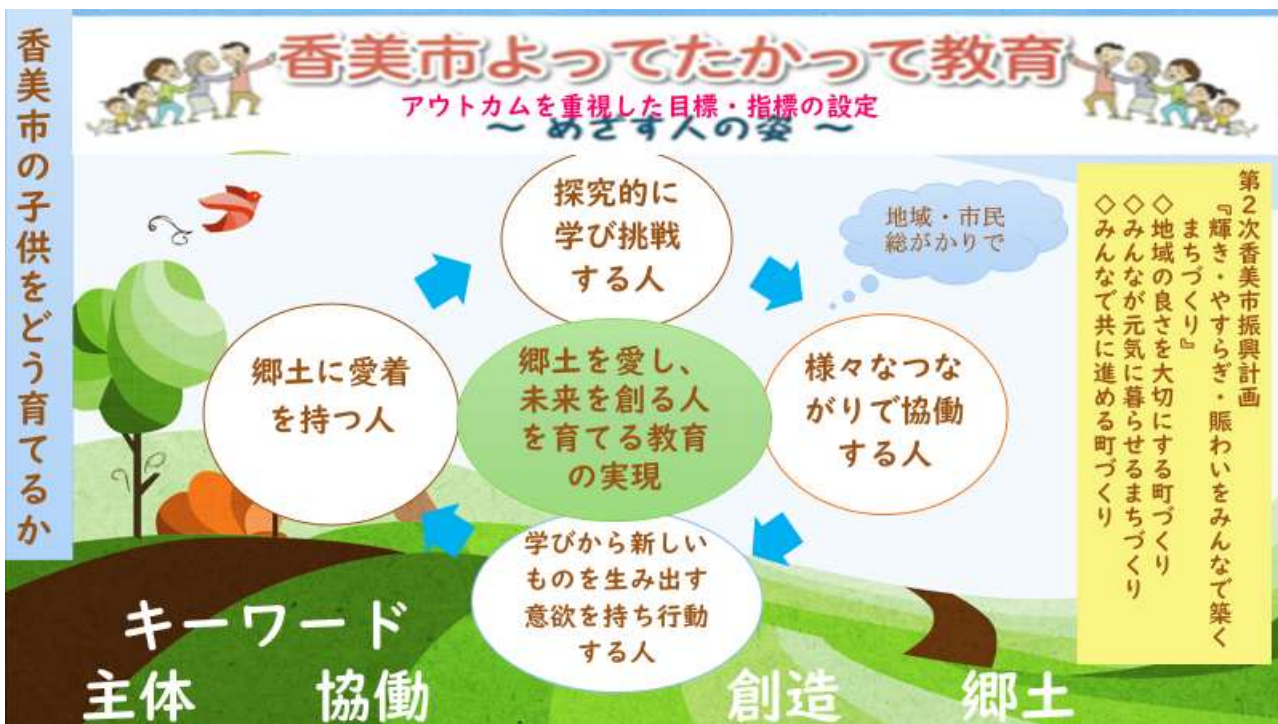 香美市の子供をどう育てるか
香美市よってたかって教育
アウトカムを重視した目標・指標の設定
～ めざす人の姿 ～
探究的に
学び挑戦
する人
地域・市民
総がかりで
郷土に愛着
を持つ人
郷土を愛し、
未来を創る人
を育てる教育
の実現
様々なつな
がりで協働
する人
学びから新しい
ものを生み出す
意欲を持ち行動
する人
第2次香美市振興計画
『輝き・やすらぎ・賑わいをみんなで築く
まちづくり』
◇地域の良さを大切にする町づくり
◇みんなが元気に暮らせるまちづくり
◇みんなで共に進める町づくり
キーワード
主体 協働 創造 郷土